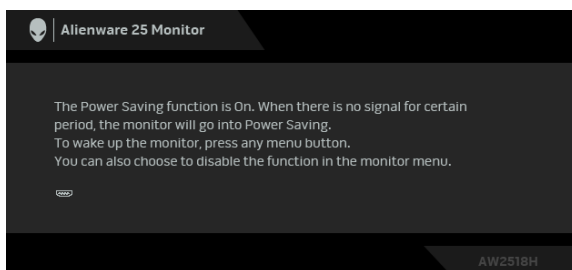 Alienware 25 Monitor
The Power Saving function is On. When there is no signal for certain
period, the monitor will go into Power Saving.
To wake up the monitor, press any menu button.
You can also choose to disable the function in the monitor menu.
AW2518H